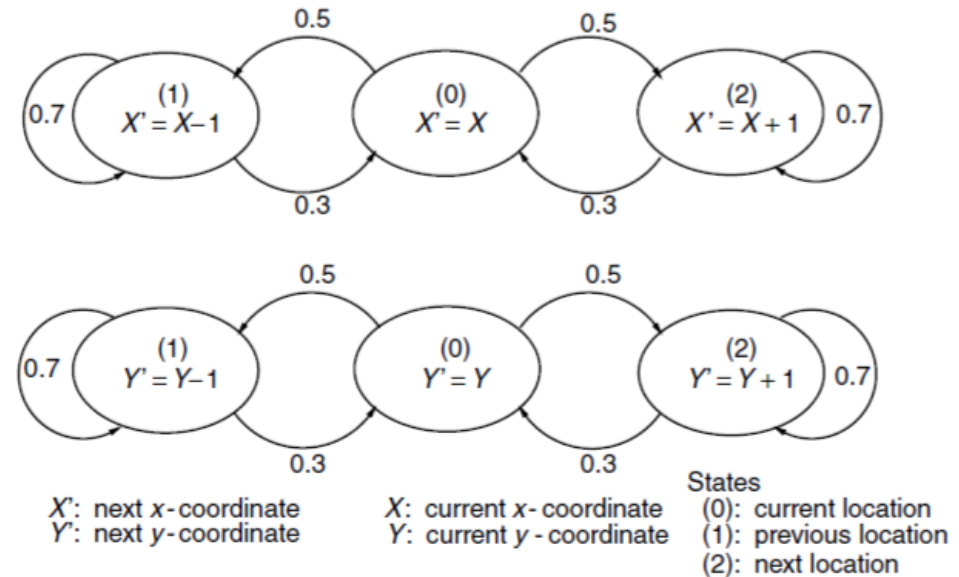 0.5 0.5
(1) (0) (2)
0.7 X' = X–1 X' = X X' = X + 1 0.7
0.3 0.3
0.5 0.5
(1) (0) (2)
0.7 Y' = Y–1 Y' = Y Y' = Y + 1 0.7
0.3 0.3
States
X': next x-coordinate X: current x- coordinate (0): current location
Y': next y-coordinate Y: current y - coordinate (1): previous location
(2): next location